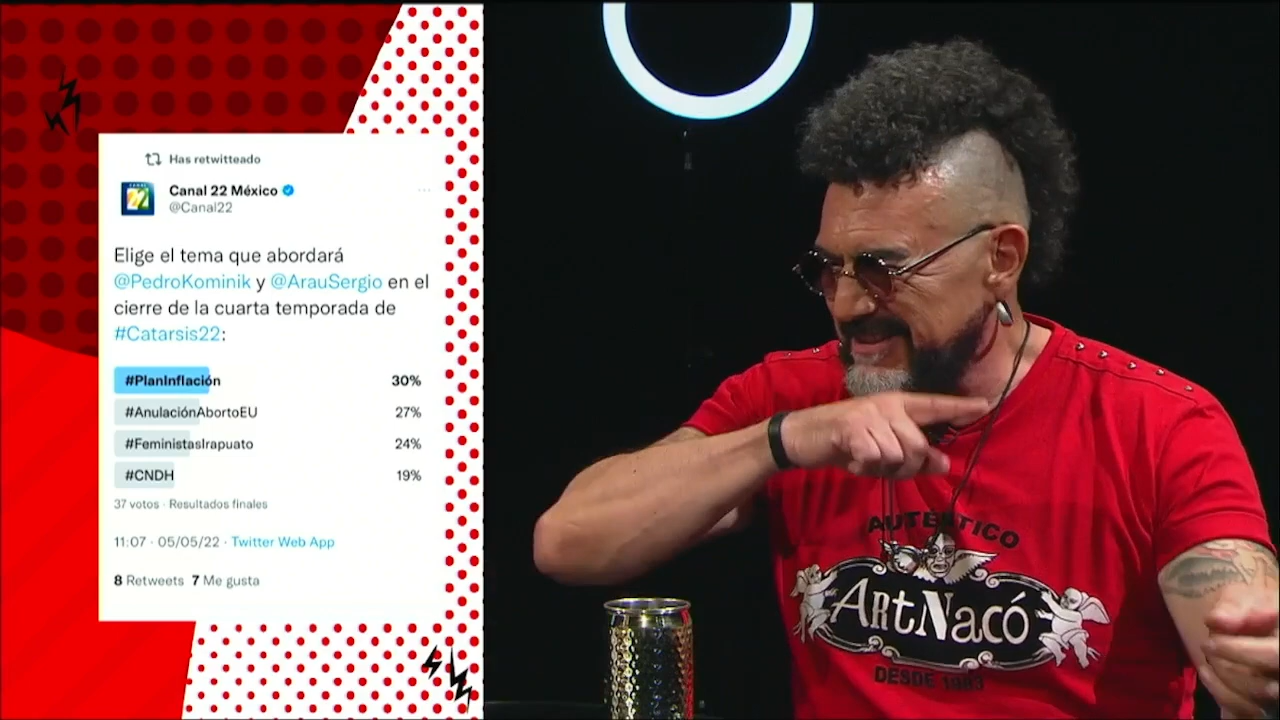 Has retwitteado
Canal 22 México
@Canal22
Elige el tema que abordará
@PedroKominik y @ArauSergio en el
cierre de la cuarta temporada de
#Catarsis22:
#PlanInflación 30%
#AnulaciónAbortoEU 27%
#FeministasIrapuato 24%
#CNDH 19%
37 votos · Resultados finales
11:07 · 05/05/22 · Twitter Web App
8 Retweets 7 Me gusta
AUTÉNTICO
ArtNacó
DESDE 1983